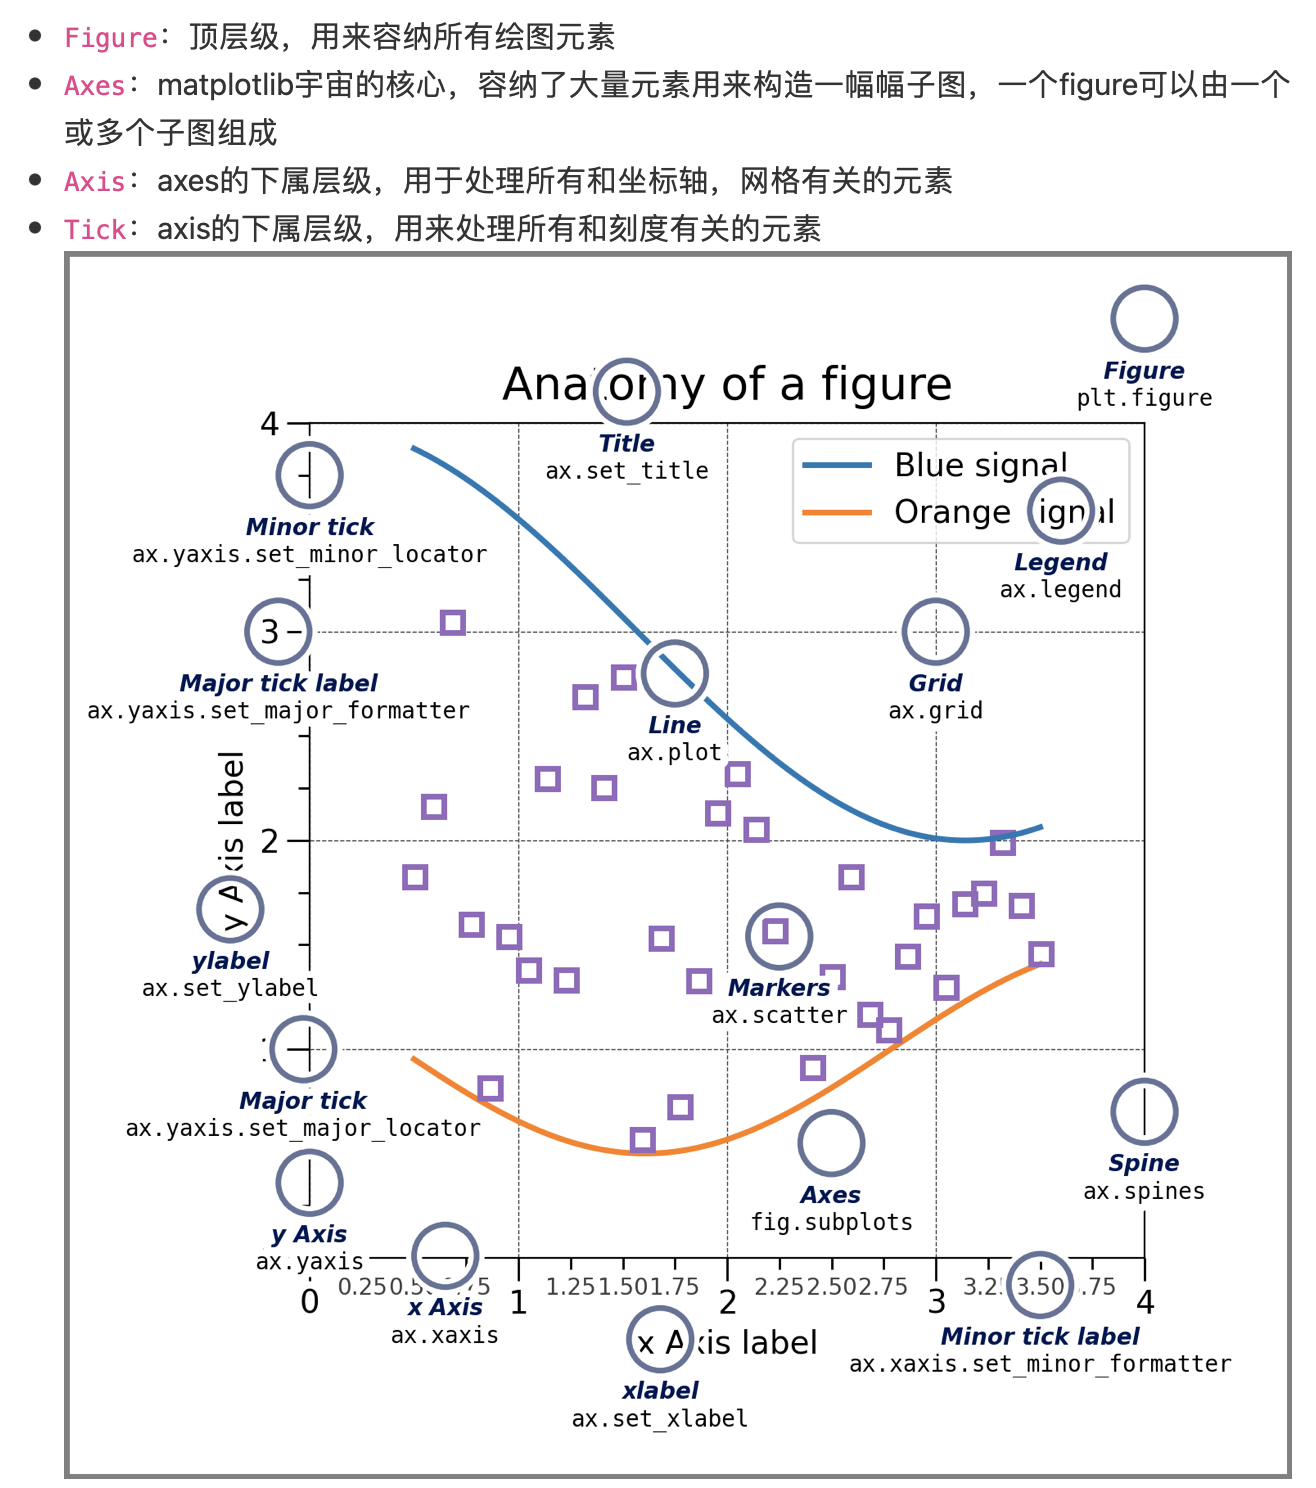 Figure：顶层级，用来容纳所有绘图元素
Axes：matplotlib宇宙的核心，容纳了大量元素用来构造一幅幅子图，一个figure可以由一个
或多个子图组成
Axis：axes的下属层级，用于处理所有和坐标轴，网格有关的元素
Tick：axis的下属层级，用来处理所有和刻度有关的元素
Figure
plt.figure
Anatomy of a figure
Title
ax.set_title
4
Blue signal
Orange signal
Legend
ax.legend
Minor tick
ax.yaxis.set_minor_locator
3
Major tick label
ax.yaxis.set_major_formatter
Grid
ax.grid
Line
ax.plot
y Axis label
2
ylabel
ax.set_ylabel
Markers
ax.scatter
Major tick
ax.yaxis.set_major_locator
Spine
ax.spines
Axes
fig.subplots
y Axis
ax.yaxis
0.25 1.25 1.50 1.75 2.25 2.50 2.75 3.50
0 1 2 3 4
x Axis
ax.xaxis
x Axis label
Minor tick label
ax.xaxis.set_minor_formatter
xlabel
ax.set_xlabel